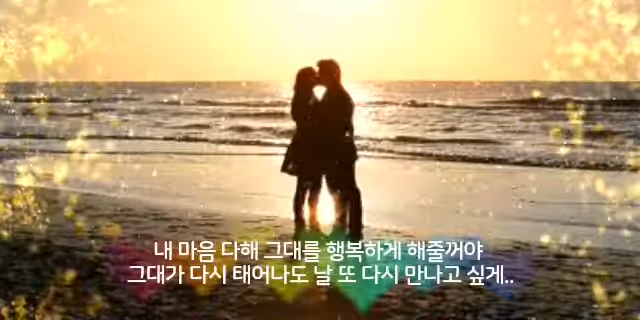 내 마음 다해 그대를 행복하게 해줄꺼야
그대가 다시 태어나도 날 또 다시 만나고 싶게..